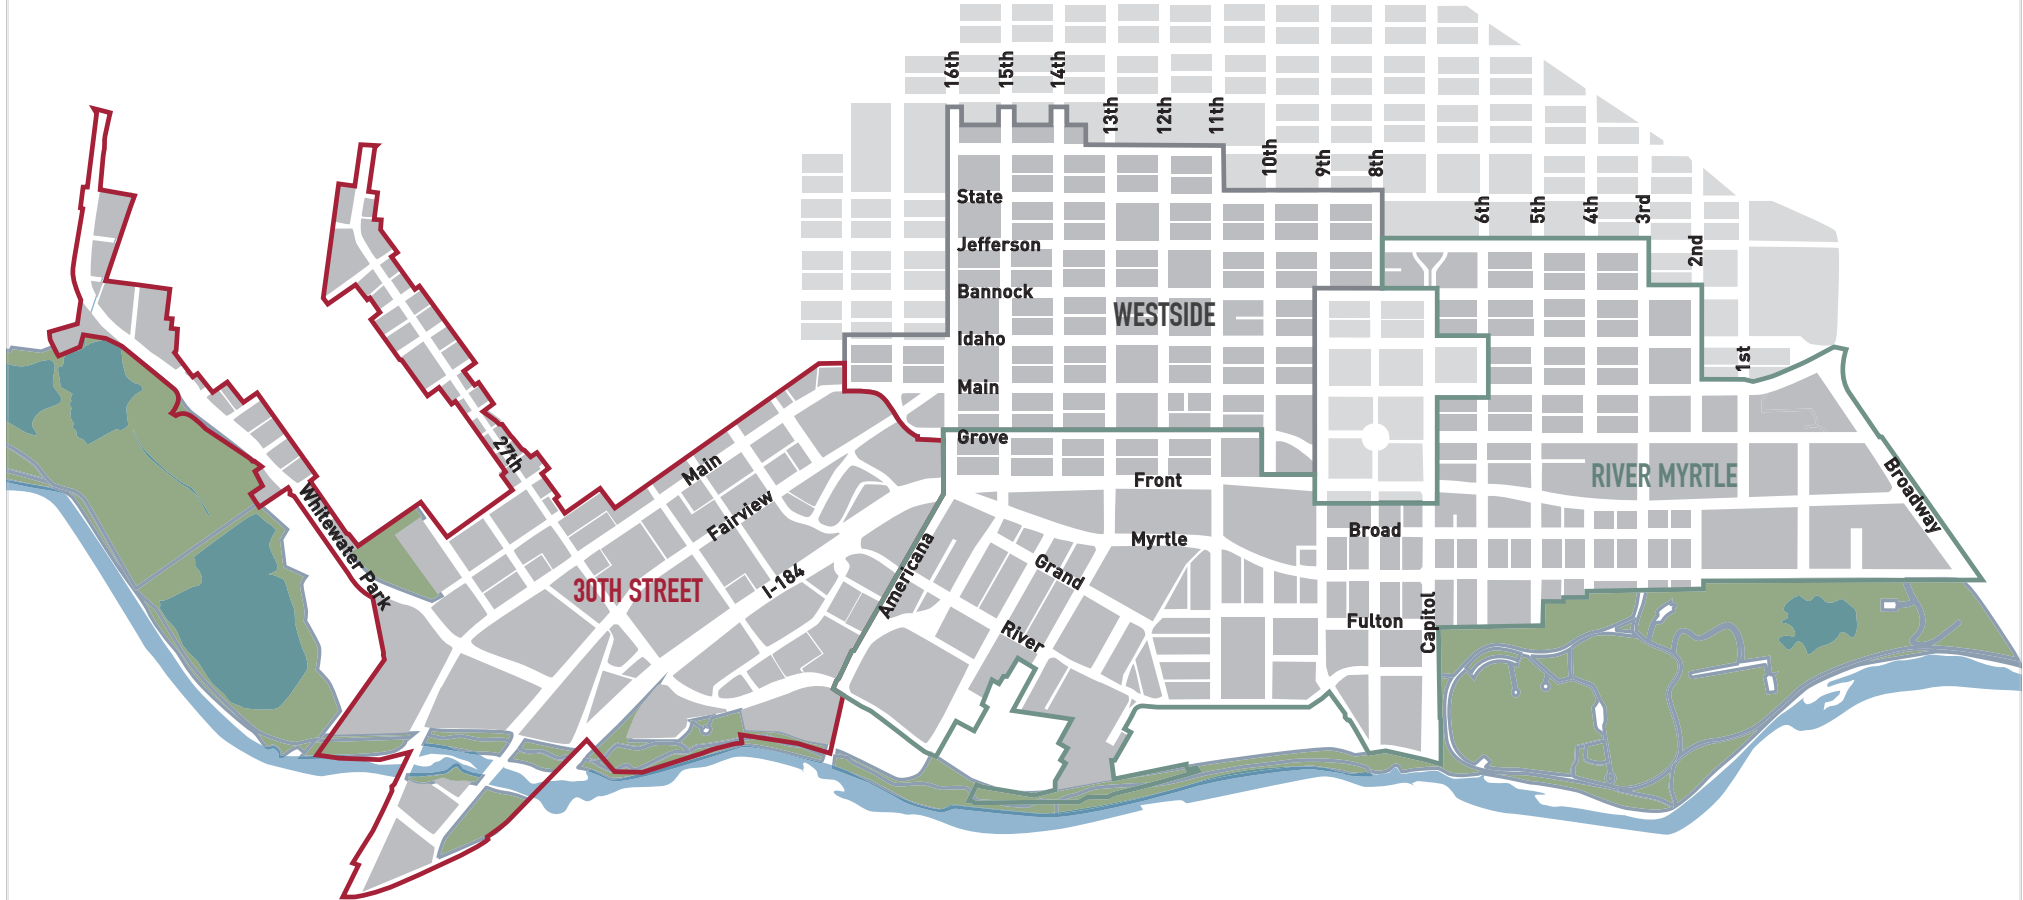 16th
15th
14th
13th
12th
11th
10th
9th
8th
6th
5th
4th
3rd
2nd
1st
State
Jefferson
Bannock
Idaho
Main
Grove
WESTSIDE
RIVER MYRTLE
30TH STREET
27th
Main
Fairview
I-184
Whitewater Park
Americana
Front
Myrtle
Grand
River
Broad
Fulton
Capitol
Broadway